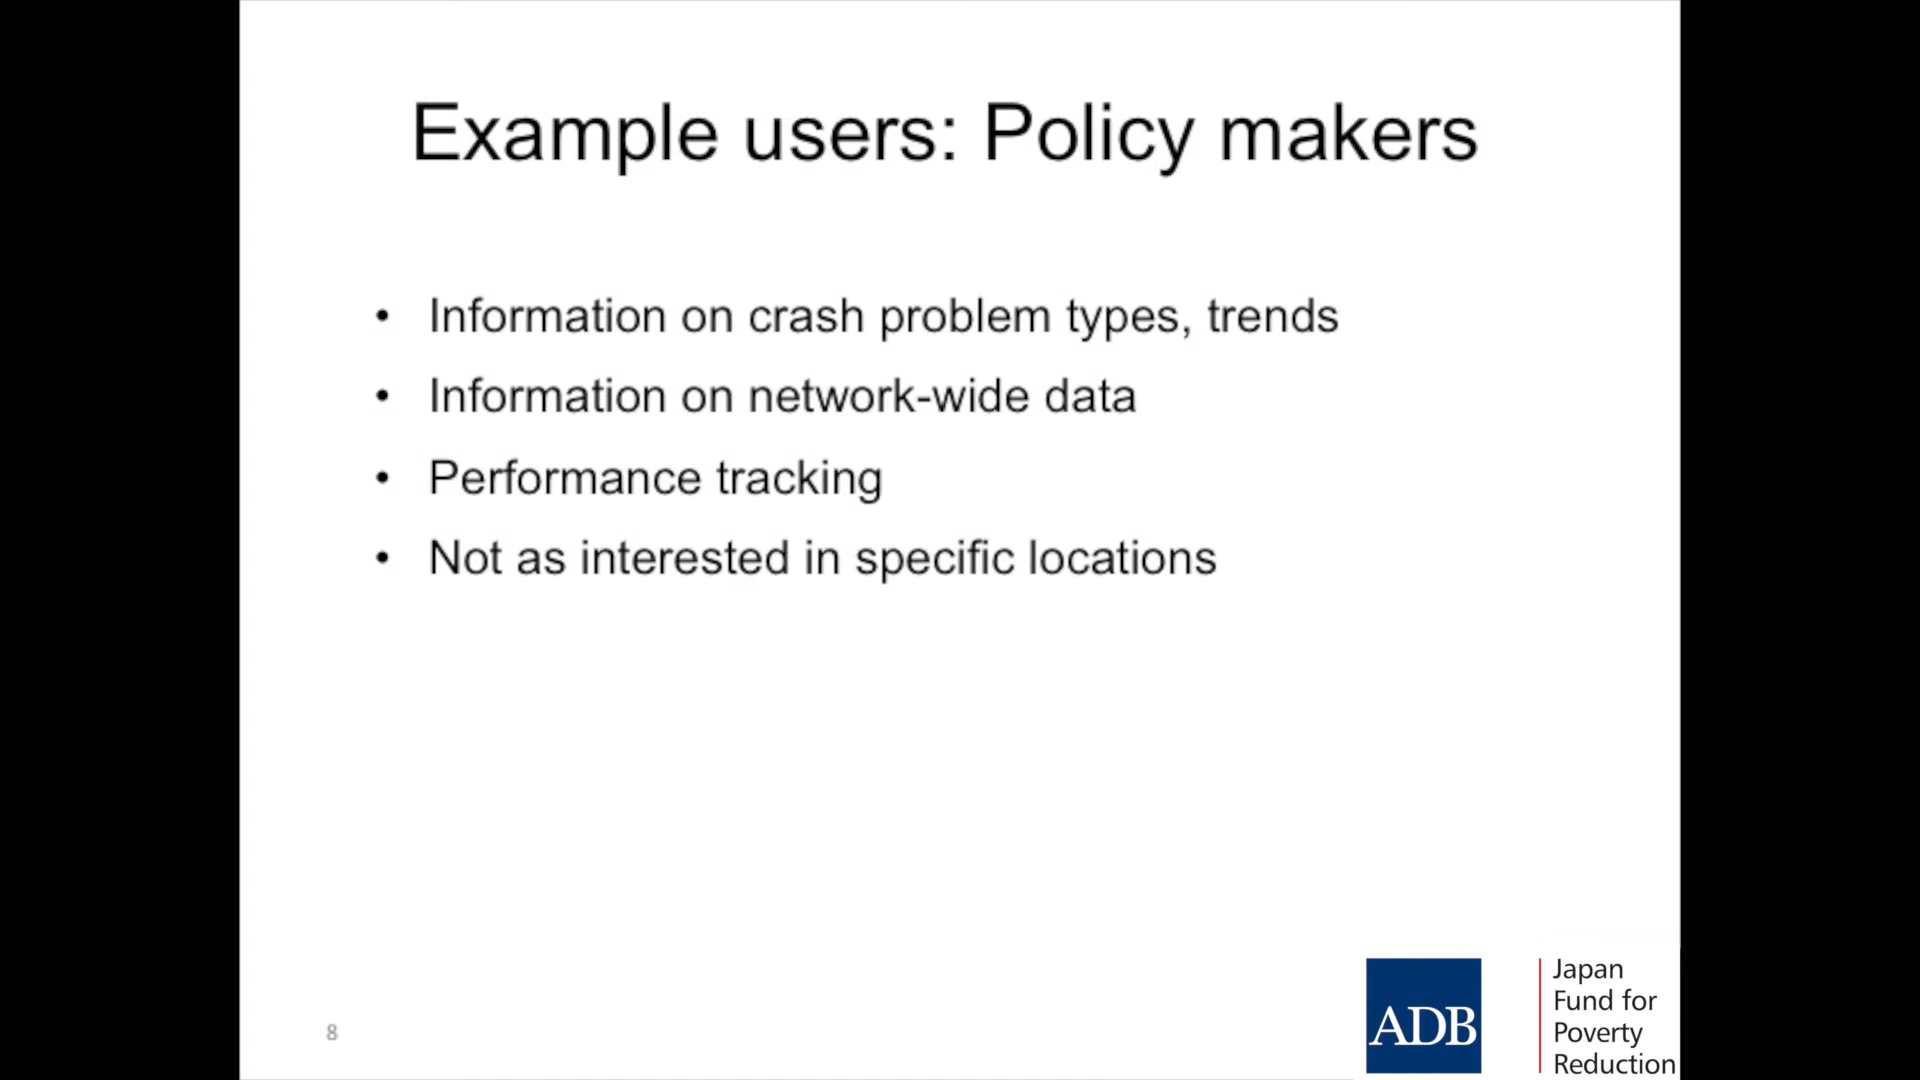 Example users: Policy makers
• Information on crash problem types, trends
• Information on network-wide data
• Performance tracking
• Not as interested in specific locations
8
ADB
Japan
Fund for
Poverty
Reduction